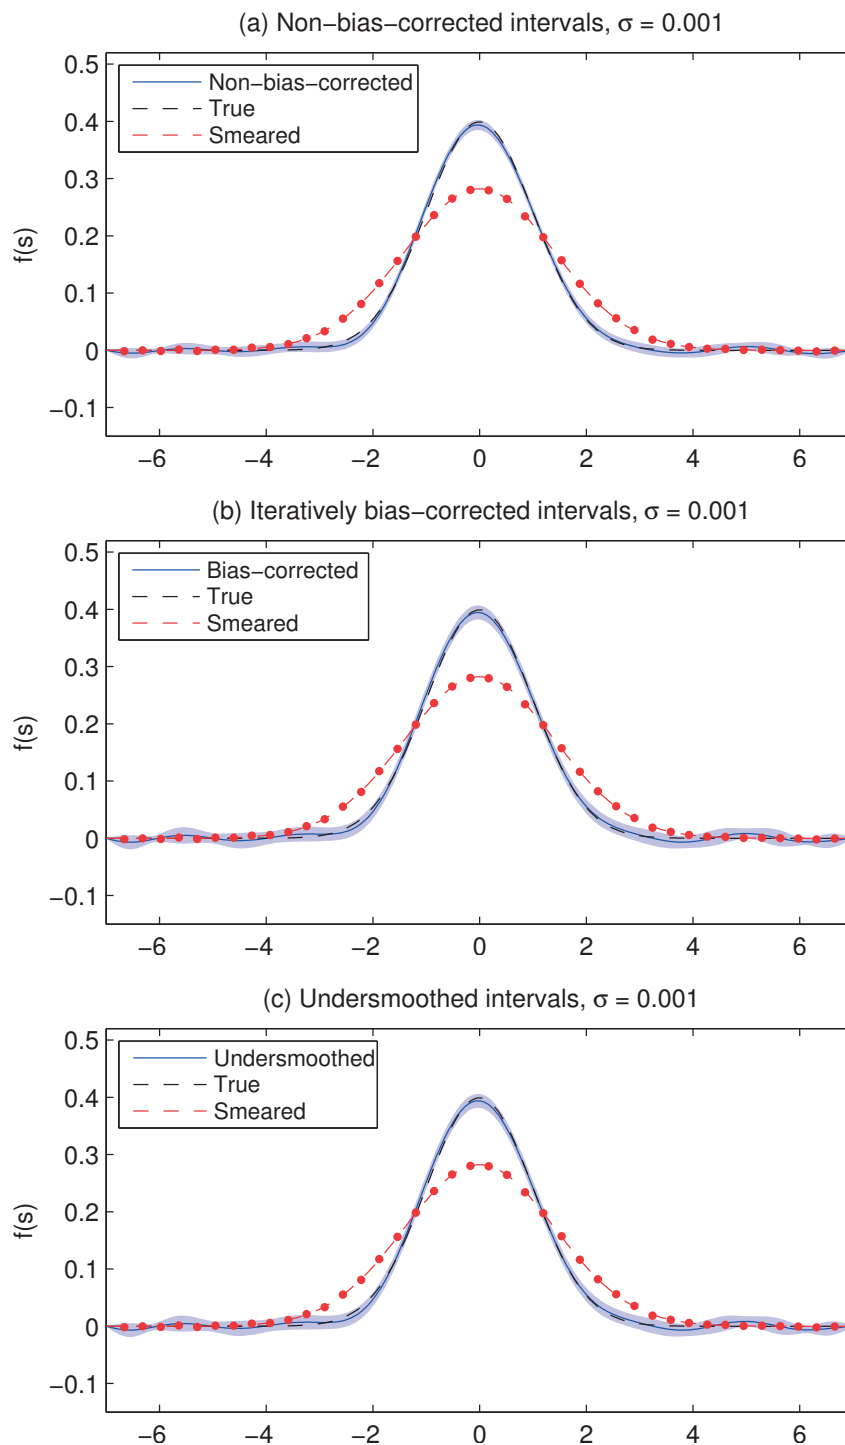 (a) Non−bias−corrected intervals, σ = 0.001
0.5
0.4
0.3
0.2
0.1
0
−0.1
f(s)
Non−bias−corrected
True
Smeared
−6 −4 −2 0 2 4 6
(b) Iteratively bias−corrected intervals, σ = 0.001
0.5
0.4
0.3
0.2
0.1
0
−0.1
f(s)
Bias−corrected
True
Smeared
−6 −4 −2 0 2 4 6
(c) Undersmoothed intervals, σ = 0.001
0.5
0.4
0.3
0.2
0.1
0
−0.1
f(s)
Undersmoothed
True
Smeared
−6 −4 −2 0 2 4 6